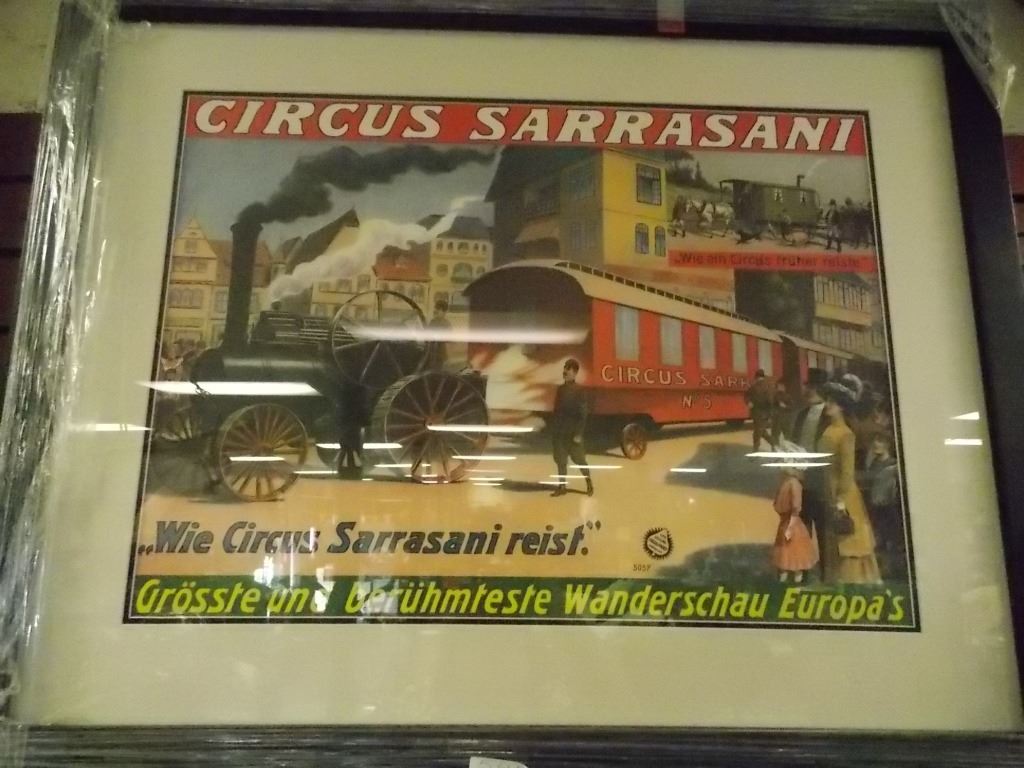 CIRCUS SARRASANI
„Wie ein Circus früher reiste"
CIRCUS SARR
Nº 5
„Wie Circus Sarrasani reist."
5057
Grösste und berühmteste Wanderschau Europa's